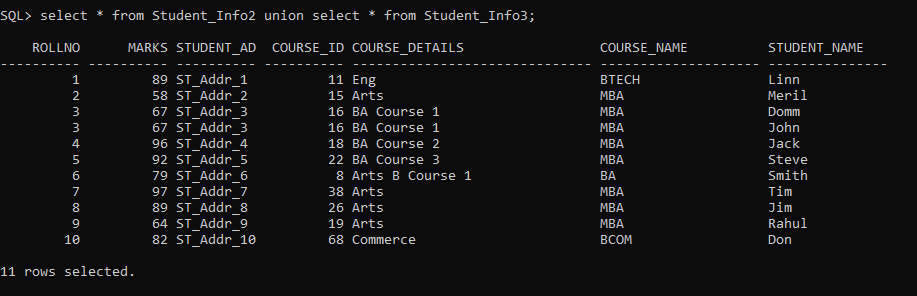 SQL> select * from Student_Info2 union select * from Student_Info3;
ROLLNO MARKS STUDENT_AD COURSE_ID COURSE_DETAILS COURSE_NAME STUDENT_NAME
---------- ---------- ---------- ---------- ------------------------------ -------------------- ---------------
1 89 ST_Addr_1 11 Eng BTECH Linn
2 58 ST_Addr_2 15 Arts MBA Meril
3 67 ST_Addr_3 16 BA Course 1 MBA Domm
3 67 ST_Addr_3 16 BA Course 1 MBA John
4 96 ST_Addr_4 18 BA Course 2 MBA Jack
5 92 ST_Addr_5 22 BA Course 3 MBA Steve
6 79 ST_Addr_6 8 Arts B Course 1 BA Smith
7 97 ST_Addr_7 38 Arts MBA Tim
8 89 ST_Addr_8 26 Arts MBA Jim
9 64 ST_Addr_9 19 Arts MBA Rahul
10 82 ST_Addr_10 68 Commerce BCOM Don
11 rows selected.